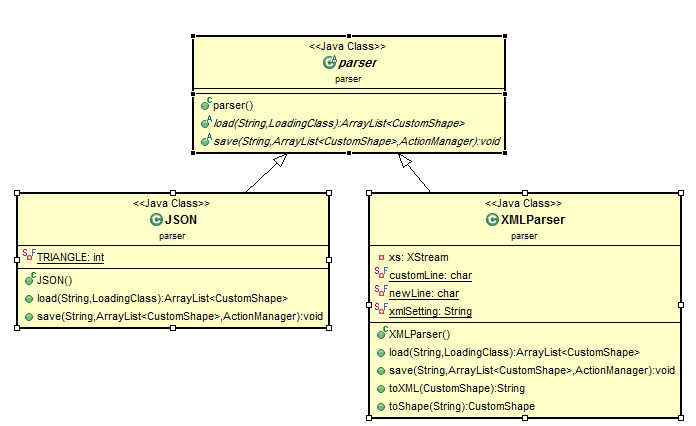 <<Java Class>>
parser
parser
parser()
load(String,LoadingClass):ArrayList<CustomShape>
save(String,ArrayList<CustomShape>,ActionManager):void
<<Java Class>>
JSON
parser
TRIANGLE: int
JSON()
load(String,LoadingClass):ArrayList<CustomShape>
save(String,ArrayList<CustomShape>,ActionManager):void
<<Java Class>>
XMLParser
parser
xs: XStream
customLine: char
newLine: char
xmlSetting: String
XMLParser()
load(String,LoadingClass):ArrayList<CustomShape>
save(String,ArrayList<CustomShape>,ActionManager):void
toXML(CustomShape):String
toShape(String):CustomShape